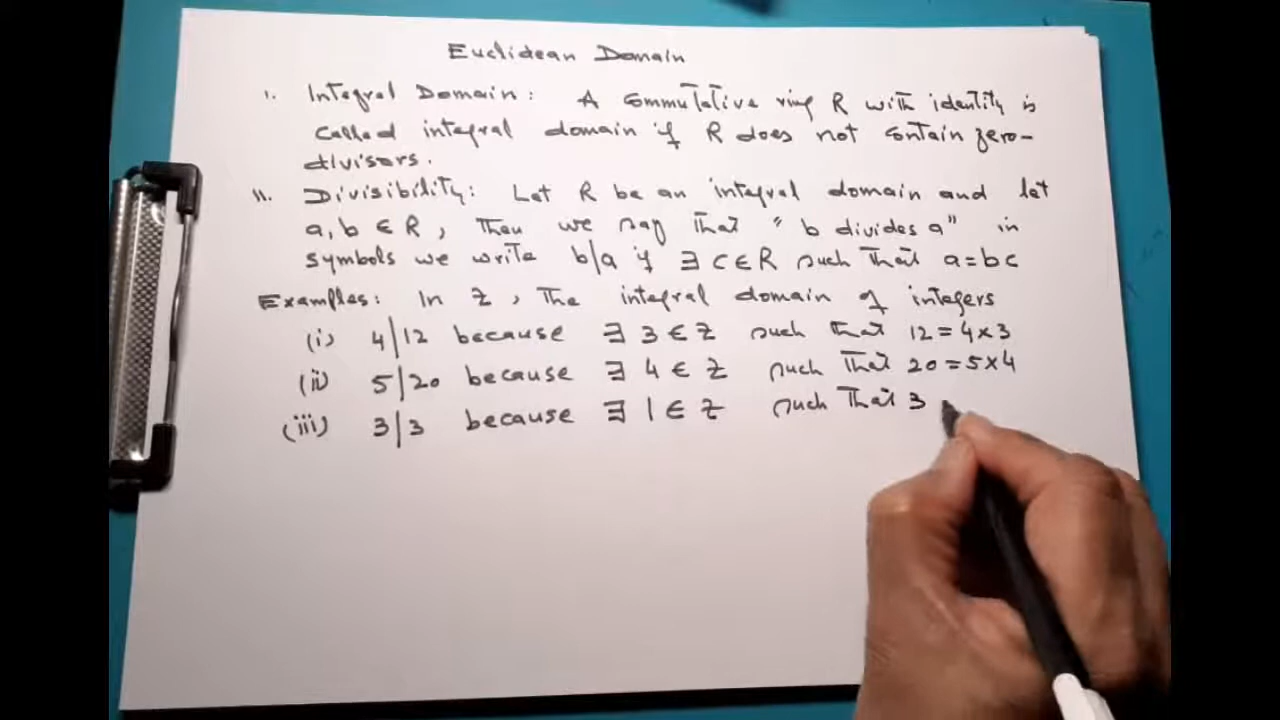 Euclidean Domain
I. Integral Domain: A Commutative ring R with identity is
Called integral domain if R does not contain zero-
divisors.
II. Divisibility: Let R be an integral domain and let
a, b ∈ R, Then we say that "b divides a" in
symbols we write b/a if ∃ c ∈ R such that a = bc
Examples: In Z, The integral domain of integers
(i) 4|12 because ∃ 3 ∈ Z such that 12 = 4×3
(ii) 5|20 because ∃ 4 ∈ Z such that 20 = 5×4
(iii) 3|3 because ∃ 1 ∈ Z such that 3